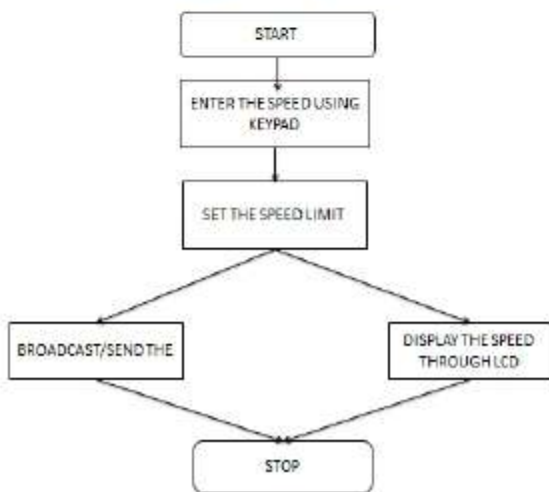 START
ENTER THE SPEED USING
KEYPAD
SET THE SPEED LIMIT
BROADCAST/SEND THE
DISPLAY THE SPEED
THROUGH LCD
STOP